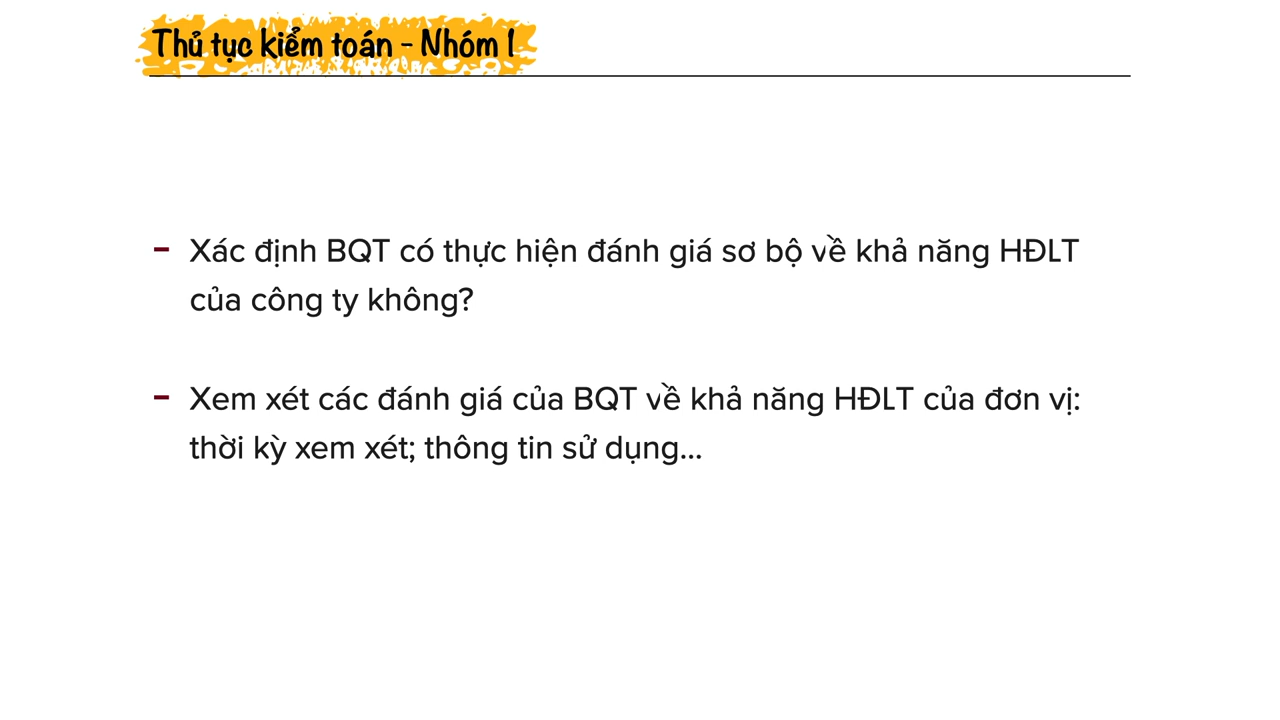 Thủ tục kiểm toán - Nhóm 1
- Xác định BQT có thực hiện đánh giá sơ bộ về khả năng HĐLT
của công ty không?
- Xem xét các đánh giá của BQT về khả năng HĐLT của đơn vị:
thời kỳ xem xét; thông tin sử dụng...